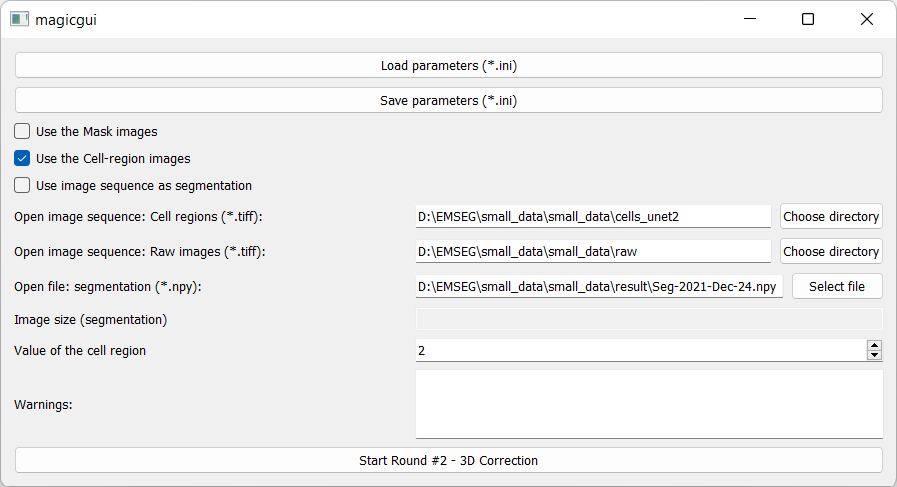 magicgui
Load parameters (*.ini)
Save parameters (*.ini)
Use the Mask images
Use the Cell-region images
Use image sequence as segmentation
Open image sequence: Cell regions (*.tiff): D:\EMSEG\small_data\small_data\cells_unet2 Choose directory
Open image sequence: Raw images (*.tiff): D:\EMSEG\small_data\small_data\raw Choose directory
Open file: segmentation (*.npy): D:\EMSEG\small_data\small_data\result\Seg-2021-Dec-24.npy Select file
Image size (segmentation)
Value of the cell region 2
Warnings:
Start Round #2 - 3D Correction